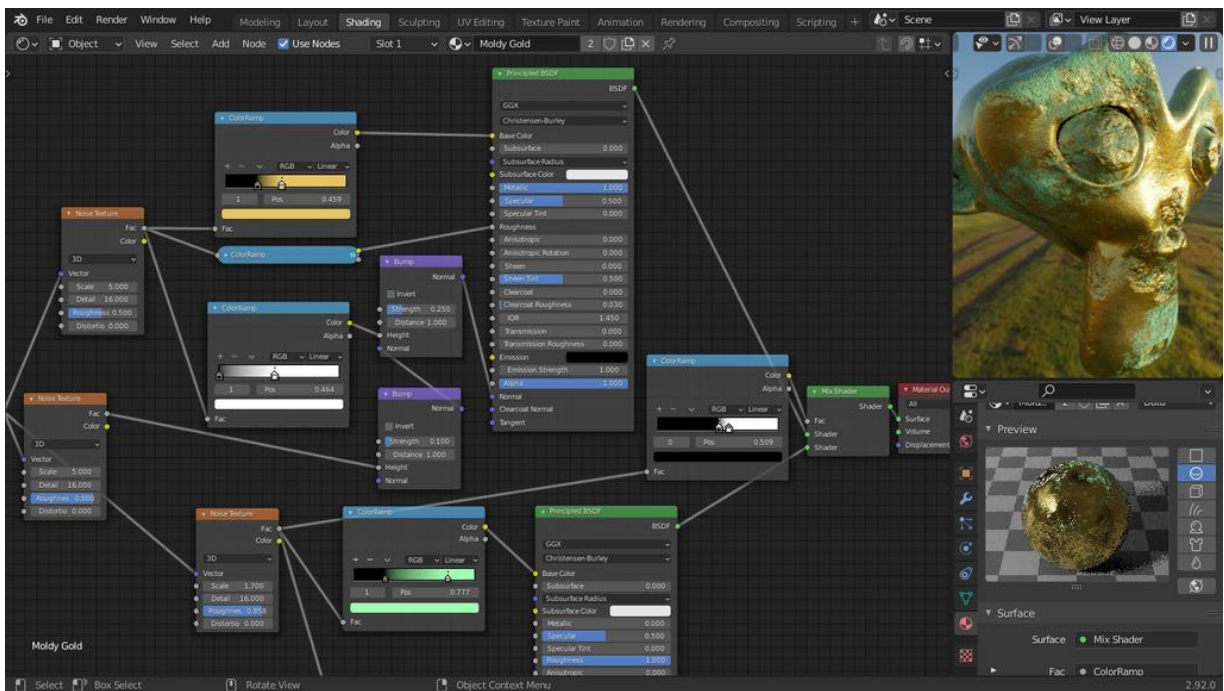 File Edit Render Window Help
Modeling Layout Shading Sculpting UV Editing Texture Paint Animation Rendering Compositing Scripting + Scene View Layer
Object View Select Add Node Use Nodes Slot 1 Moldy Gold 2
Principled BSDF
BSDF
GGX
Christensen-Burley
Base Color
Subsurface 0.000
Subsurface Radius
Subsurface Color
Metallic 1.000
Specular 0.500
Specular Tint 0.000
Roughness
Anisotropic 0.000
Anisotropic Rotation 0.000
Sheen 0.000
Sheen Tint 0.500
Clearcoat 0.000
Clearcoat Roughness 0.030
IOR 1.450
Transmission 0.000
Transmission Roughness 0.000
Emission
Emission Strength 1.000
Alpha 1.000
Normal
Clearcoat Normal
Tangent
ColorRamp
Color
Alpha
RGB Linear
1 Pos 0.459
Fac
ColorRamp
Noise Texture
Fac
Color
3D
Vector
Scale 5.000
Detail 16.000
Roughness 0.500
Distortio 0.000
Bump
Normal
Invert
Strength 0.250
Distance 1.000
Height
Normal
ColorRamp
Color
Alpha
RGB Linear
1 Pos 0.464
Fac
Bump
Normal
Invert
Strength 0.100
Distance 1.000
Height
Normal
Noise Texture
Fac
Color
3D
Vector
Scale 5.000
Detail 16.000
Roughnes 0.900
Distortio 0.000
ColorRamp
Color
Alpha
RGB Linear
0 Pos 0.509
Fac
Mix Shader
Shader
Fac
Shader
Shader
Material Out
All
Surface
Volume
Displacement
Noise Texture
Fac
Color
3D
Vector
Scale 1.700
Detail 16.000
Roughnes 0.858
Distortio 0.000
ColorRamp
Color
Alpha
RGB Linear
1 Pos 0.777
Fac
Principled BSDF
BSDF
GGX
Christensen-Burley
Base Color
Subsurface 0.000
Subsurface Radius
Subsurface Color
Metallic 0.000
Specular 0.500
Specular Tint 0.000
Roughness 1.000
Anisotropic 0.000
Preview
Surface
Surface Mix Shader
Fac ColorRamp
Moldy Gold
Select Box Select Rotate View Object Context Menu 2.92.0